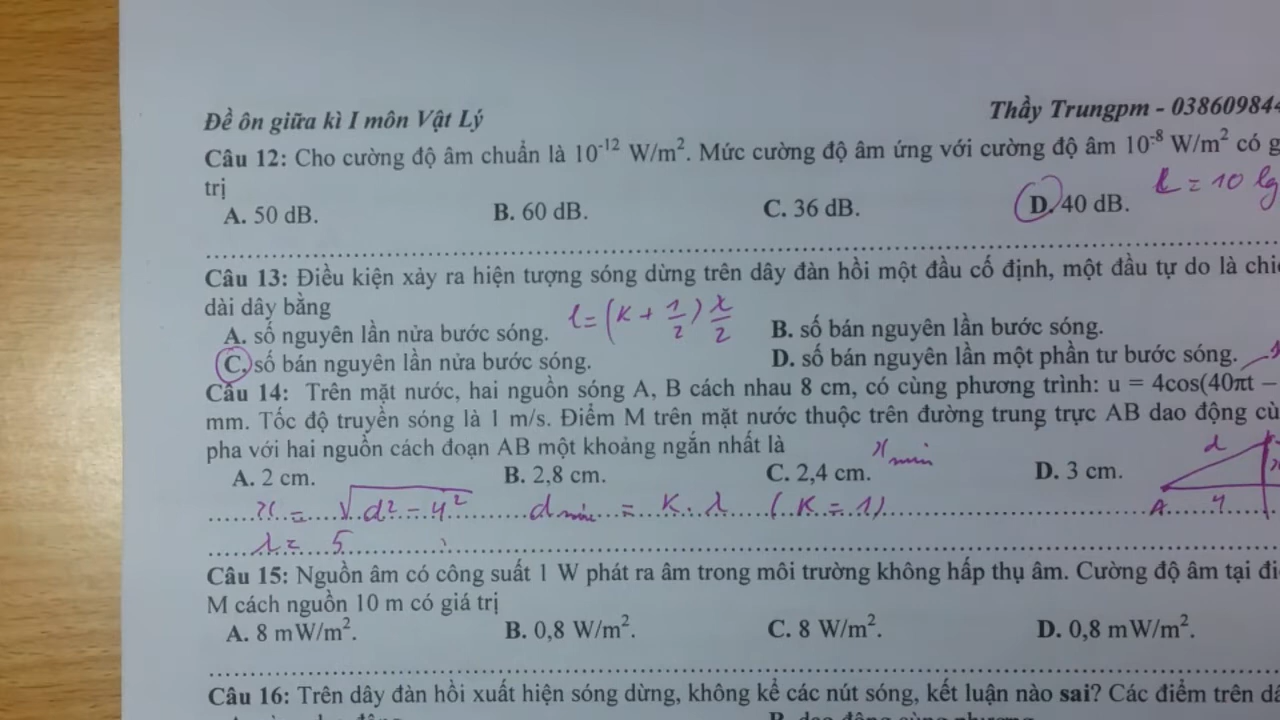 Đề ôn giữa kì I môn Vật Lý Thầy Trungpm - 038609844
Câu 12: Cho cường độ âm chuẩn là 10⁻¹² W/m². Mức cường độ âm ứng với cường độ âm 10⁻⁸ W/m² có g
trị
L = 10 lg
A. 50 dB. B. 60 dB. C. 36 dB. D. 40 dB.
Câu 13: Điều kiện xảy ra hiện tượng sóng dừng trên dây đàn hồi một đầu cố định, một đầu tự do là chi
dài dây bằng
l = (K + 1/2) λ/2
A. số nguyên lần nửa bước sóng. B. số bán nguyên lần bước sóng.
C. số bán nguyên lần nửa bước sóng. D. số bán nguyên lần một phần tư bước sóng.
Câu 14: Trên mặt nước, hai nguồn sóng A, B cách nhau 8 cm, có cùng phương trình: u = 4cos(40πt –
mm. Tốc độ truyền sóng là 1 m/s. Điểm M trên mặt nước thuộc trên đường trung trực AB dao động cù
pha với hai nguồn cách đoạn AB một khoảng ngắn nhất là
x min d
A. 2 cm. B. 2,8 cm. C. 2,4 cm. D. 3 cm.
x = √d² - 4² d min = K . λ (K = 1) A 4
λ = 5
Câu 15: Nguồn âm có công suất 1 W phát ra âm trong môi trường không hấp thụ âm. Cường độ âm tại đi
M cách nguồn 10 m có giá trị
A. 8 mW/m². B. 0,8 W/m². C. 8 W/m². D. 0,8 mW/m².
Câu 16: Trên dây đàn hồi xuất hiện sóng dừng, không kể các nút sóng, kết luận nào sai? Các điểm trên dâ